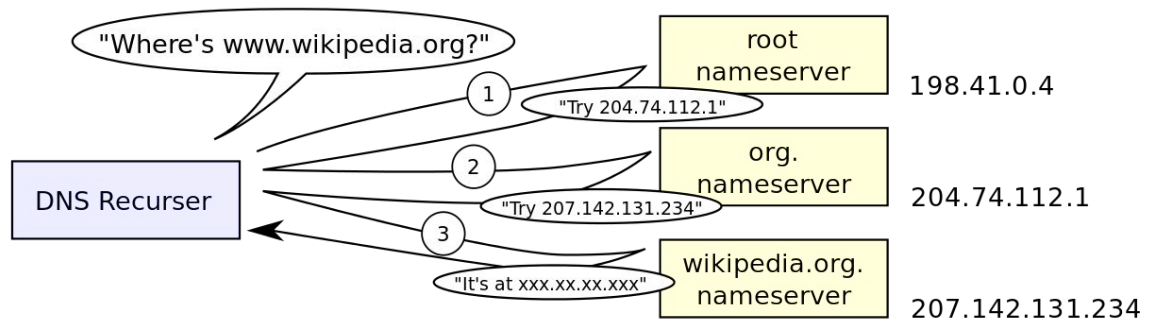 "Where's www.wikipedia.org?"
root
nameserver
198.41.0.4
1
"Try 204.74.112.1"
DNS Recurser
2
org.
nameserver
204.74.112.1
"Try 207.142.131.234"
3
wikipedia.org.
nameserver
207.142.131.234
"It's at xxx.xx.xx.xxx"